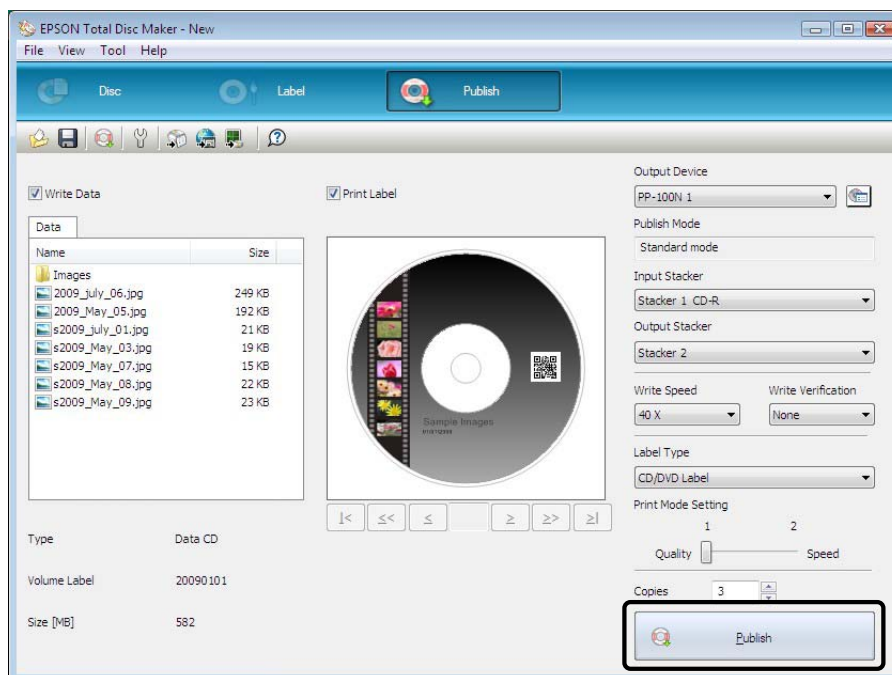 EPSON Total Disc Maker - New
File View Tool Help
Disc Label Publish
Write Data
Data
Name Size
Images
2009_july_06.jpg 249 KB
2009_May_05.jpg 192 KB
s2009_july_01.jpg 21 KB
s2009_May_03.jpg 19 KB
s2009_May_07.jpg 15 KB
s2009_May_08.jpg 22 KB
s2009_May_09.jpg 23 KB
Type Data CD
Volume Label 20090101
Size [MB] 582
Print Label
Sample Images
|< << < > >> >|
Output Device
PP-100N 1
Publish Mode
Standard mode
Input Stacker
Stacker 1 CD-R
Output Stacker
Stacker 2
Write Speed Write Verification
40 X None
Label Type
CD/DVD Label
Print Mode Setting
1 2
Quality Speed
Copies 3
Publish